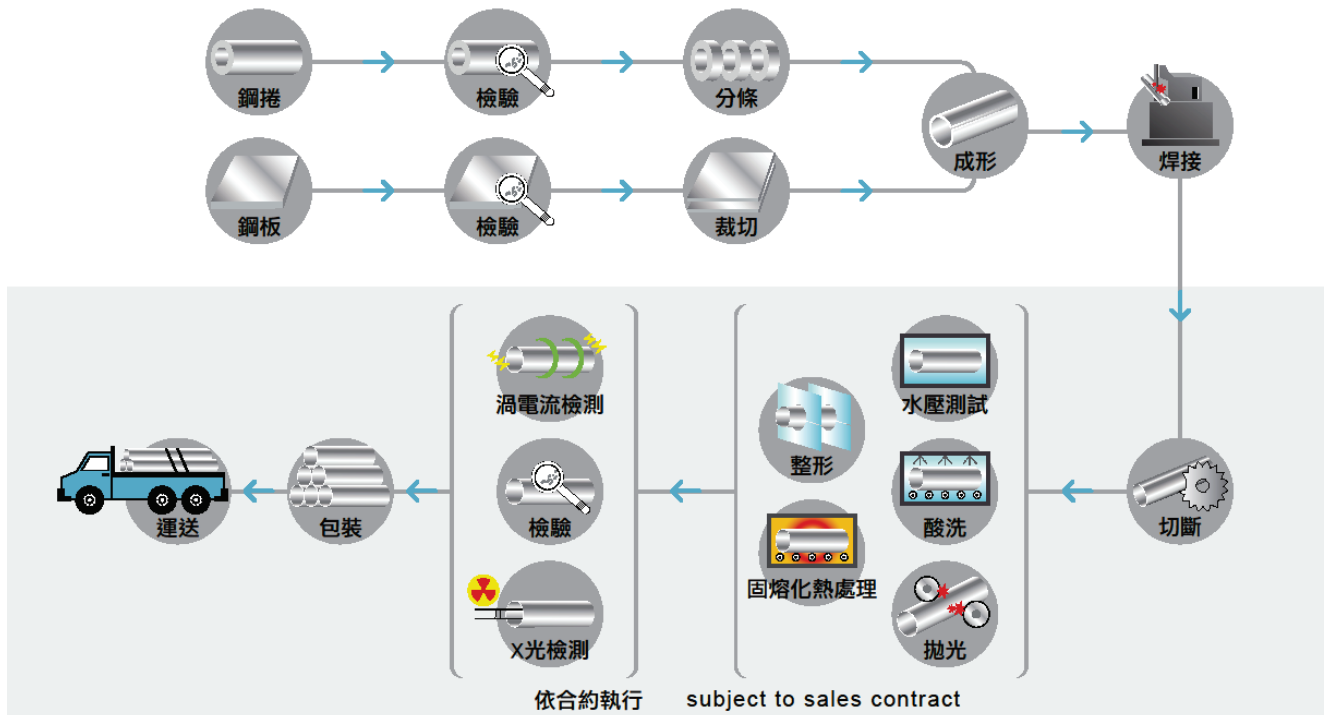 鋼捲
檢驗
分條
成形
焊接
鋼板
檢驗
裁切
渦電流檢測
水壓測試
整形
運送
包裝
檢驗
酸洗
切斷
固熔化熱處理
X光檢測
拋光
依合約執行 subject to sales contract